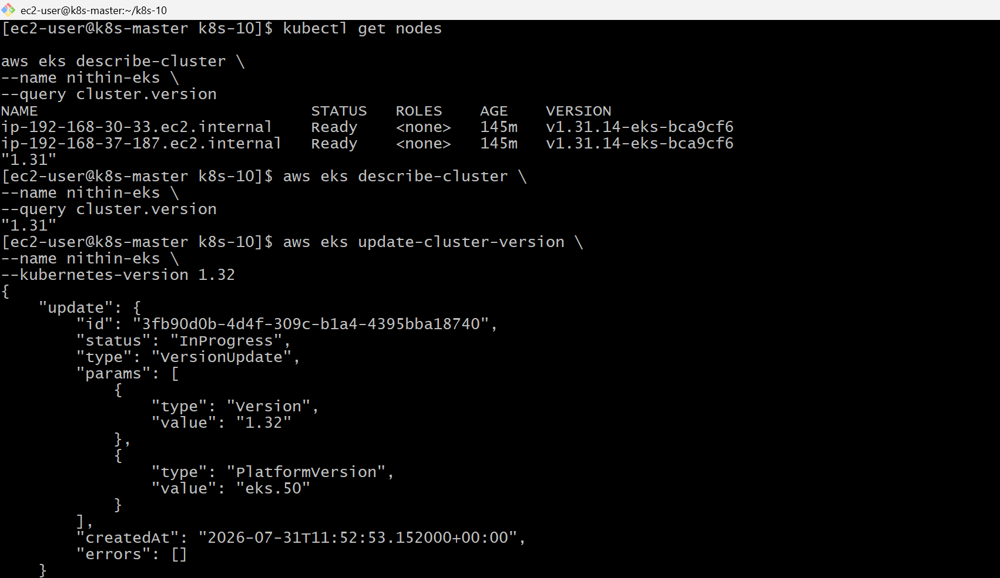 ec2-user@k8s-master:~/k8s-10
[ec2-user@k8s-master k8s-10]$ kubectl get nodes
aws eks describe-cluster \
--name nithin-eks \
--query cluster.version
NAME                             STATUS   ROLES    AGE    VERSION
ip-192-168-30-33.ec2.internal    Ready    <none>   145m   v1.31.14-eks-bca9cf6
ip-192-168-37-187.ec2.internal   Ready    <none>   145m   v1.31.14-eks-bca9cf6
"1.31"
[ec2-user@k8s-master k8s-10]$ aws eks describe-cluster \
--name nithin-eks \
--query cluster.version
"1.31"
[ec2-user@k8s-master k8s-10]$ aws eks update-cluster-version \
--name nithin-eks \
--kubernetes-version 1.32
{
    "update": {
        "id": "3fb90d0b-4d4f-309c-b1a4-4395bba18740",
        "status": "InProgress",
        "type": "VersionUpdate",
        "params": [
            {
                "type": "Version",
                "value": "1.32"
            },
            {
                "type": "PlatformVersion",
                "value": "eks.50"
            }
        ],
        "createdAt": "2026-07-31T11:52:53.152000+00:00",
        "errors": []
    }